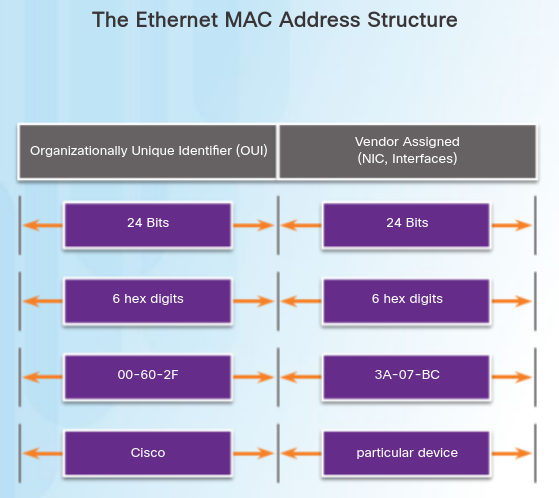 The Ethernet MAC Address Structure
Organizationally Unique Identifier (OUI)
Vendor Assigned
(NIC, Interfaces)
24 Bits
24 Bits
6 hex digits
6 hex digits
00-60-2F
3A-07-BC
Cisco
particular device